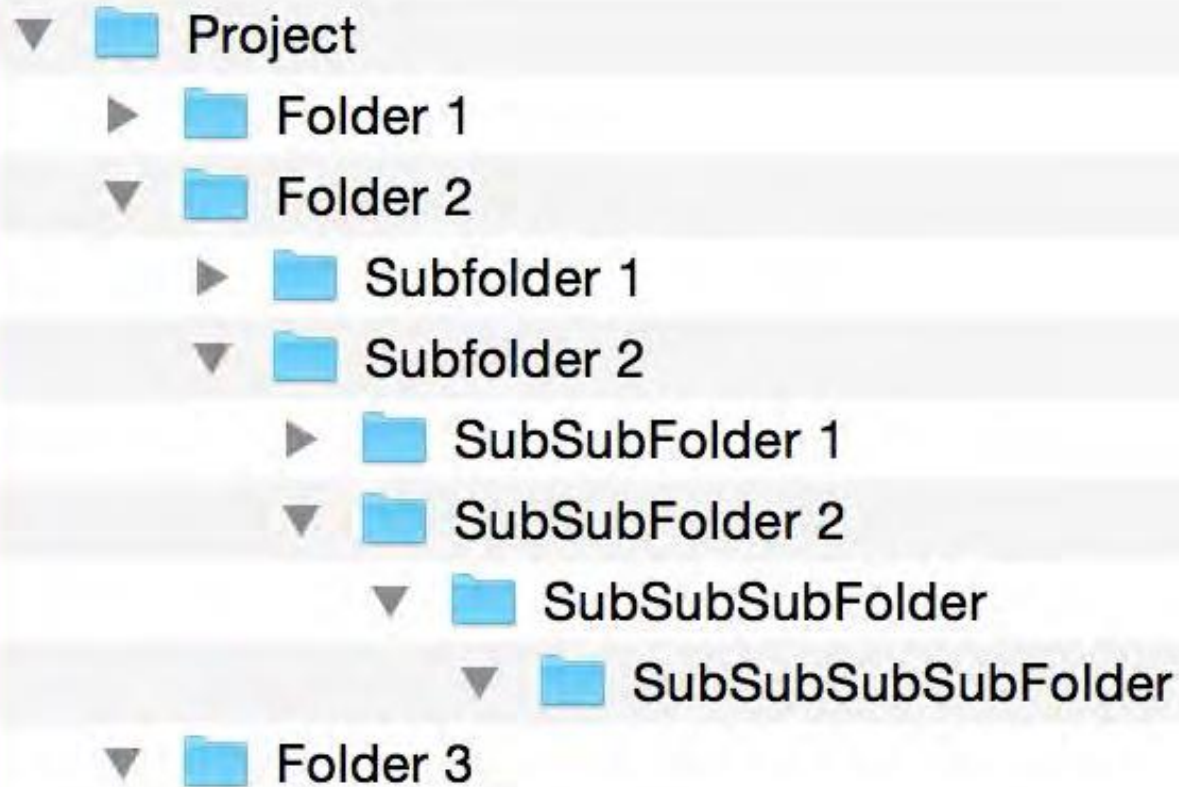 Project
Folder 1
Folder 2
Subfolder 1
Subfolder 2
SubSubFolder 1
SubSubFolder 2
SubSubSubFolder
SubSubSubSubFolder
Folder 3